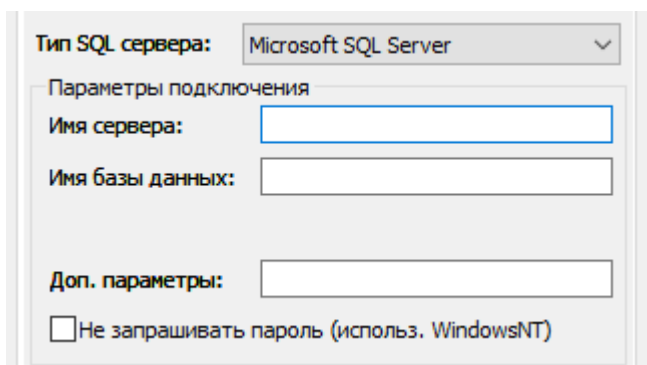 Тип SQL сервера: Microsoft SQL Server
Параметры подключения
Имя сервера:
Имя базы данных:
Доп. параметры:
Не запрашивать пароль (использ. WindowsNT)